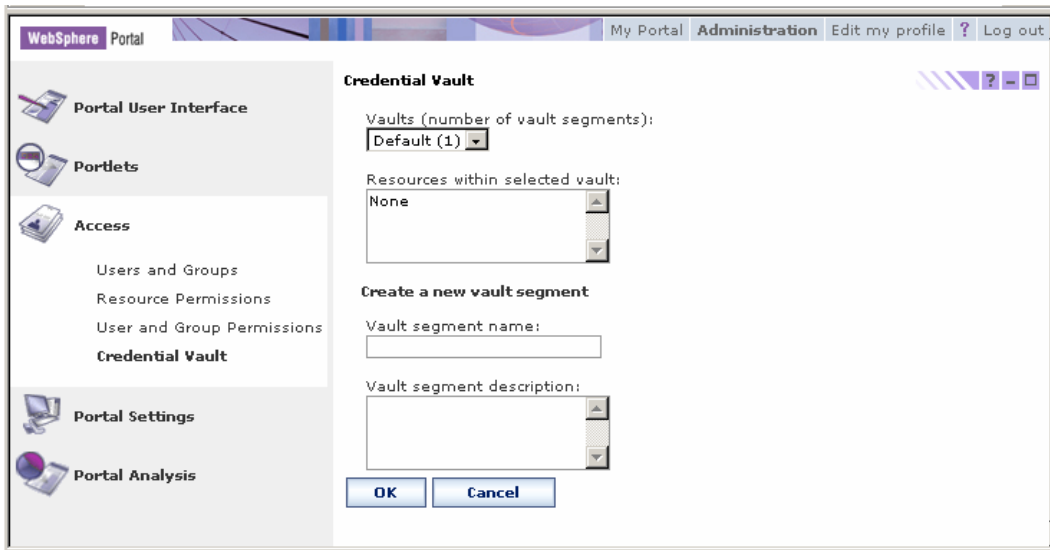 WebSphere Portal
My Portal Administration Edit my profile ? Log out
Portal User Interface
Portlets
Access
Users and Groups
Resource Permissions
User and Group Permissions
Credential Vault
Portal Settings
Portal Analysis
Credential Vault
? 
Vaults (number of vault segments):
Default (1)
Resources within selected vault:
None
Create a new vault segment
Vault segment name:
Vault segment description:
OK Cancel